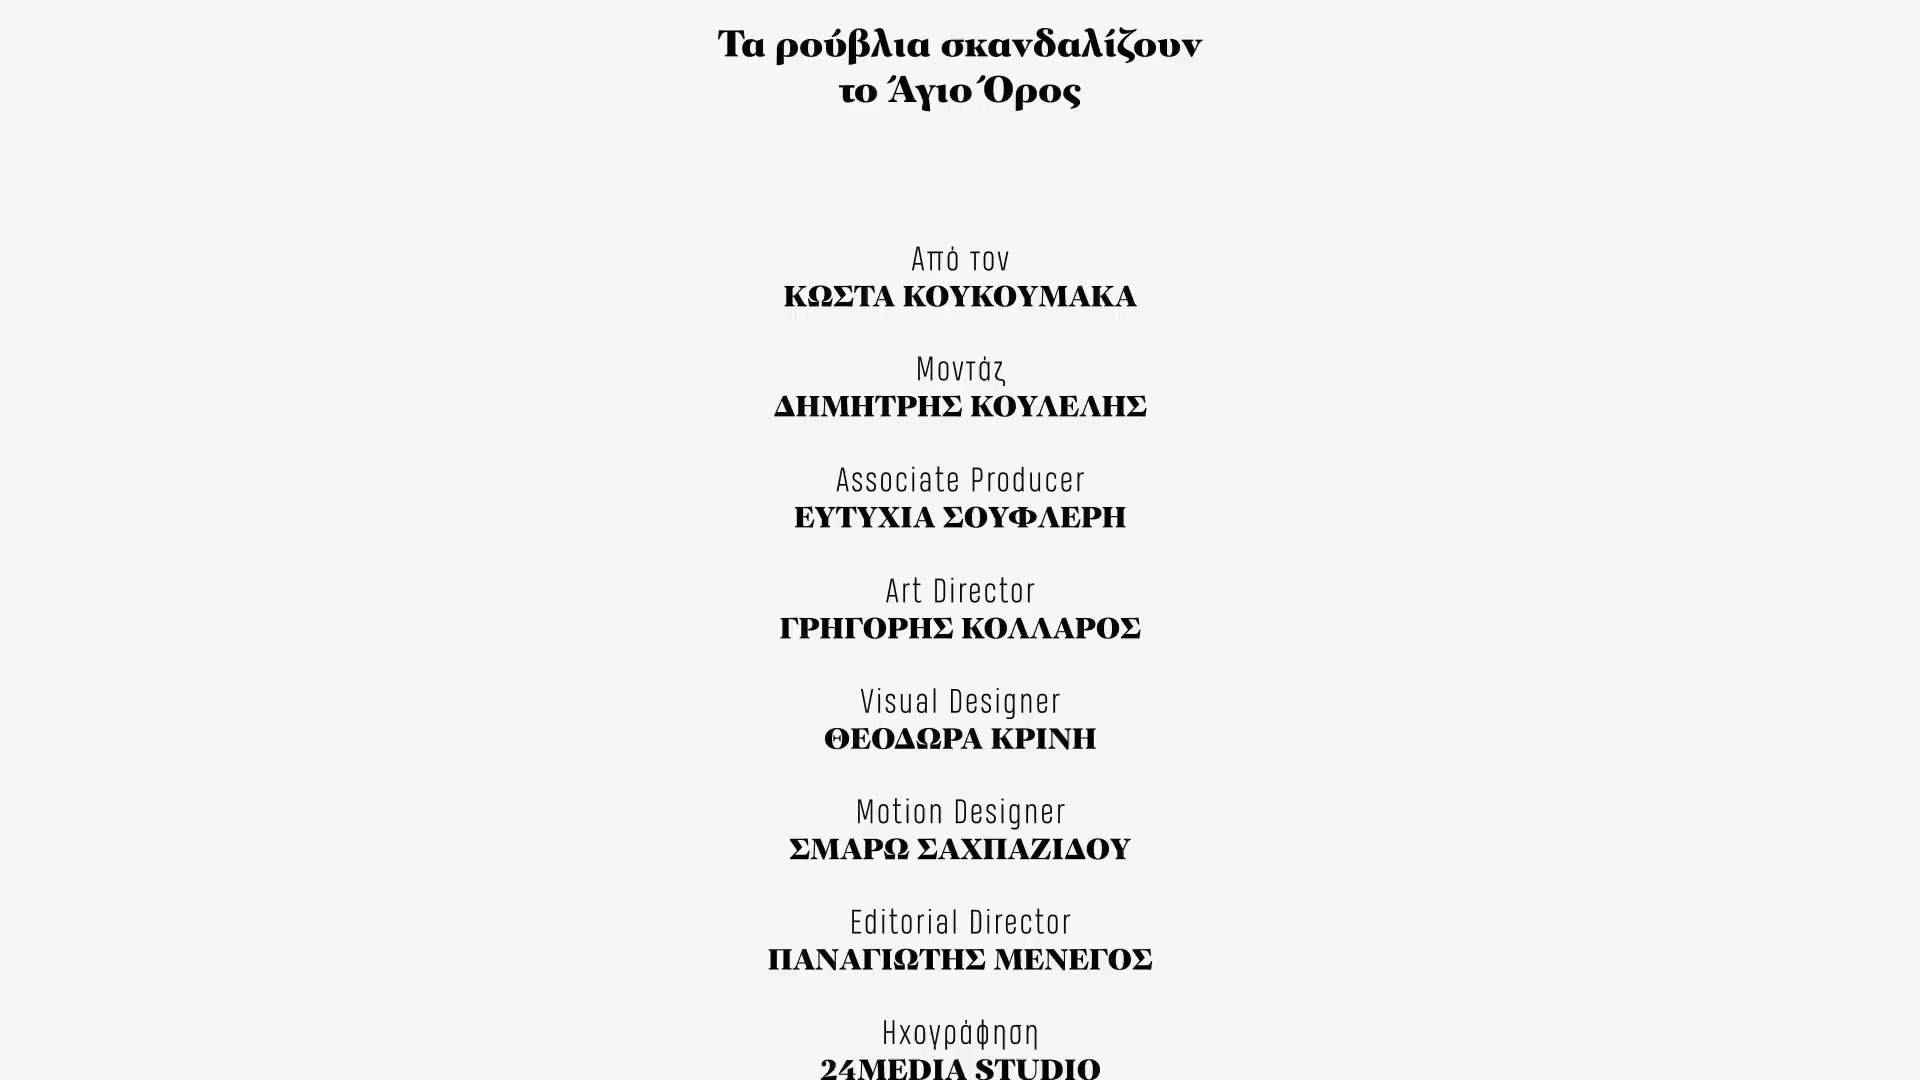 Τα ρούβλια σκανδαλίζουν
το Άγιο Όρος
Από τον
ΚΩΣΤΑ ΚΟΥΚΟΥΜΑΚΑ
Μοντάζ
ΔΗΜΗΤΡΗΣ ΚΟΥΛΕΛΗΣ
Associate Producer
ΕΥΤΥΧΙΑ ΣΟΥΦΛΕΡΗ
Art Director
ΓΡΗΓΟΡΗΣ ΚΟΛΛΑΡΟΣ
Visual Designer
ΘΕΟΔΩΡΑ ΚΡΙΝΗ
Motion Designer
ΣΜΑΡΩ ΣΑΧΠΑΖΙΔΟΥ
Editorial Director
ΠΑΝΑΓΙΩΤΗΣ ΜΕΝΕΓΟΣ
Ηχογράφηση
24MEDIA STUDIO